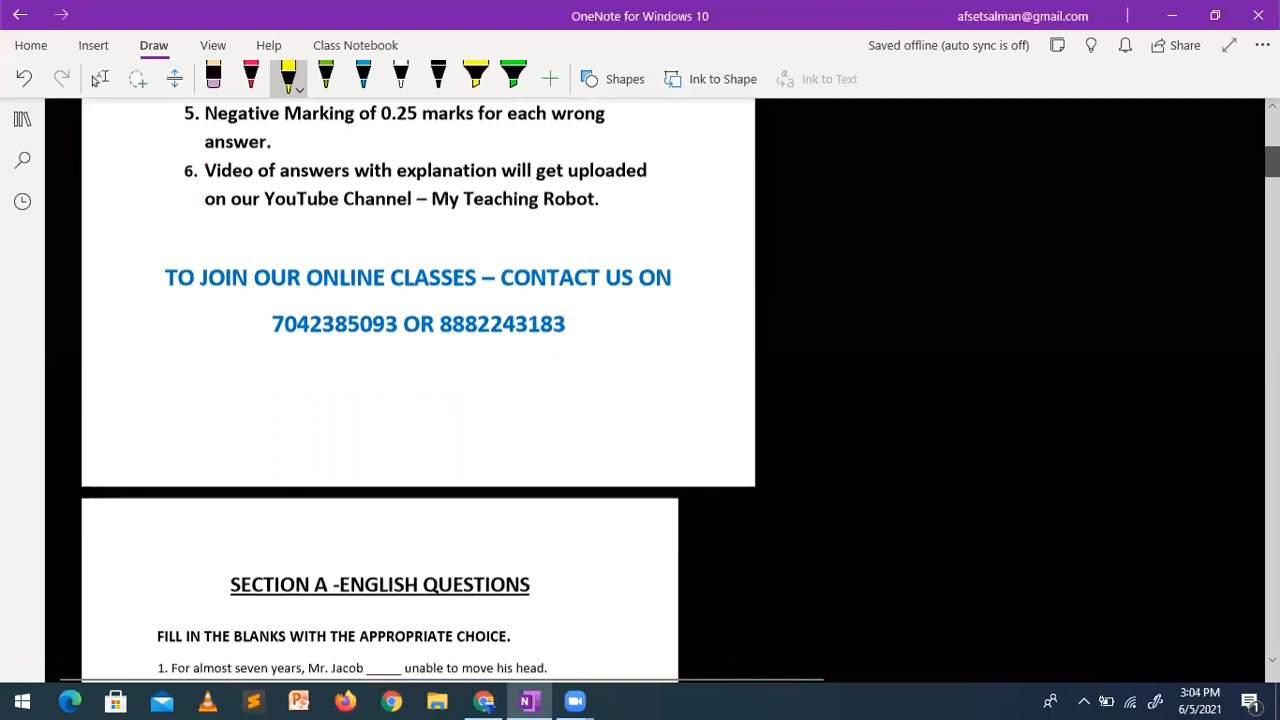 OneNote for Windows 10
afsetsalman@gmail.com
Home Insert Draw View Help Class Notebook
Saved offline (auto sync is off)
Share
Shapes
Ink to Shape
Ink to Text
5. Negative Marking of 0.25 marks for each wrong
answer.
6. Video of answers with explanation will get uploaded
on our YouTube Channel – My Teaching Robot.
TO JOIN OUR ONLINE CLASSES – CONTACT US ON
7042385093 OR 8882243183
SECTION A -ENGLISH QUESTIONS
FILL IN THE BLANKS WITH THE APPROPRIATE CHOICE.
1. For almost seven years, Mr. Jacob _____ unable to move his head.
3:04 PM
6/5/2021